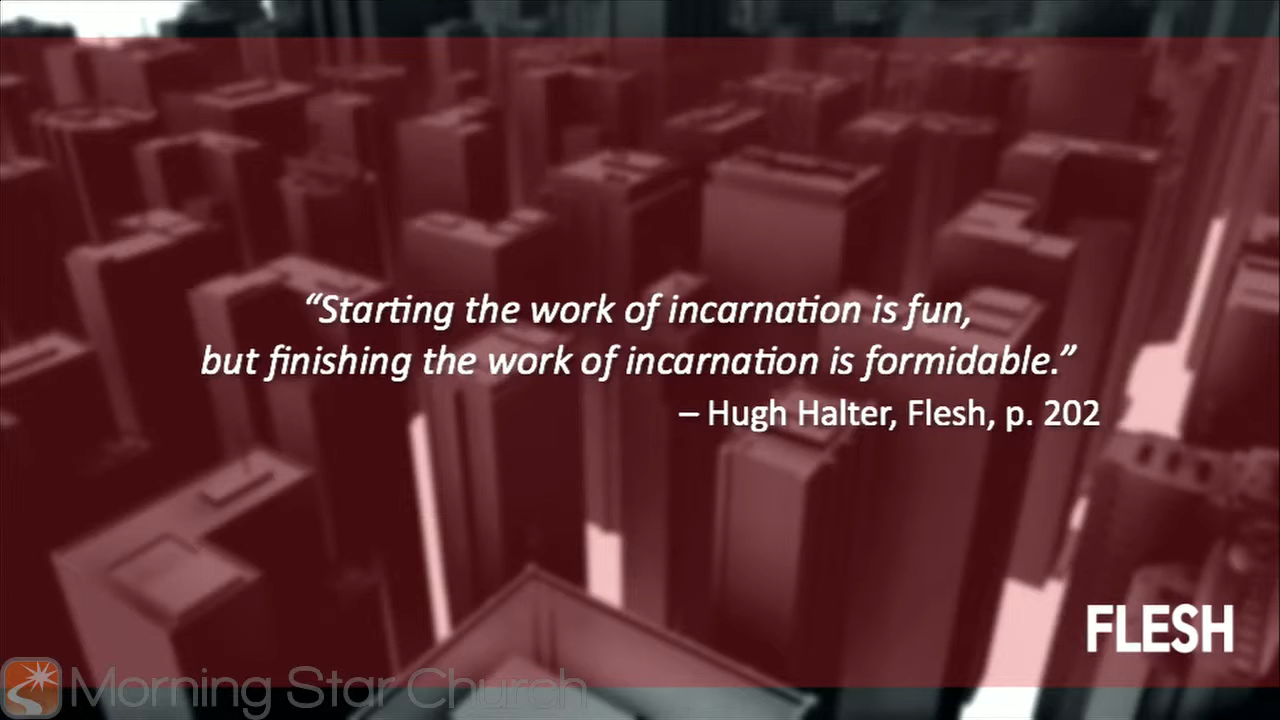 “Starting the work of incarnation is fun,
but finishing the work of incarnation is formidable.”
– Hugh Halter, Flesh, p. 202
FLESH
Morning Star Church